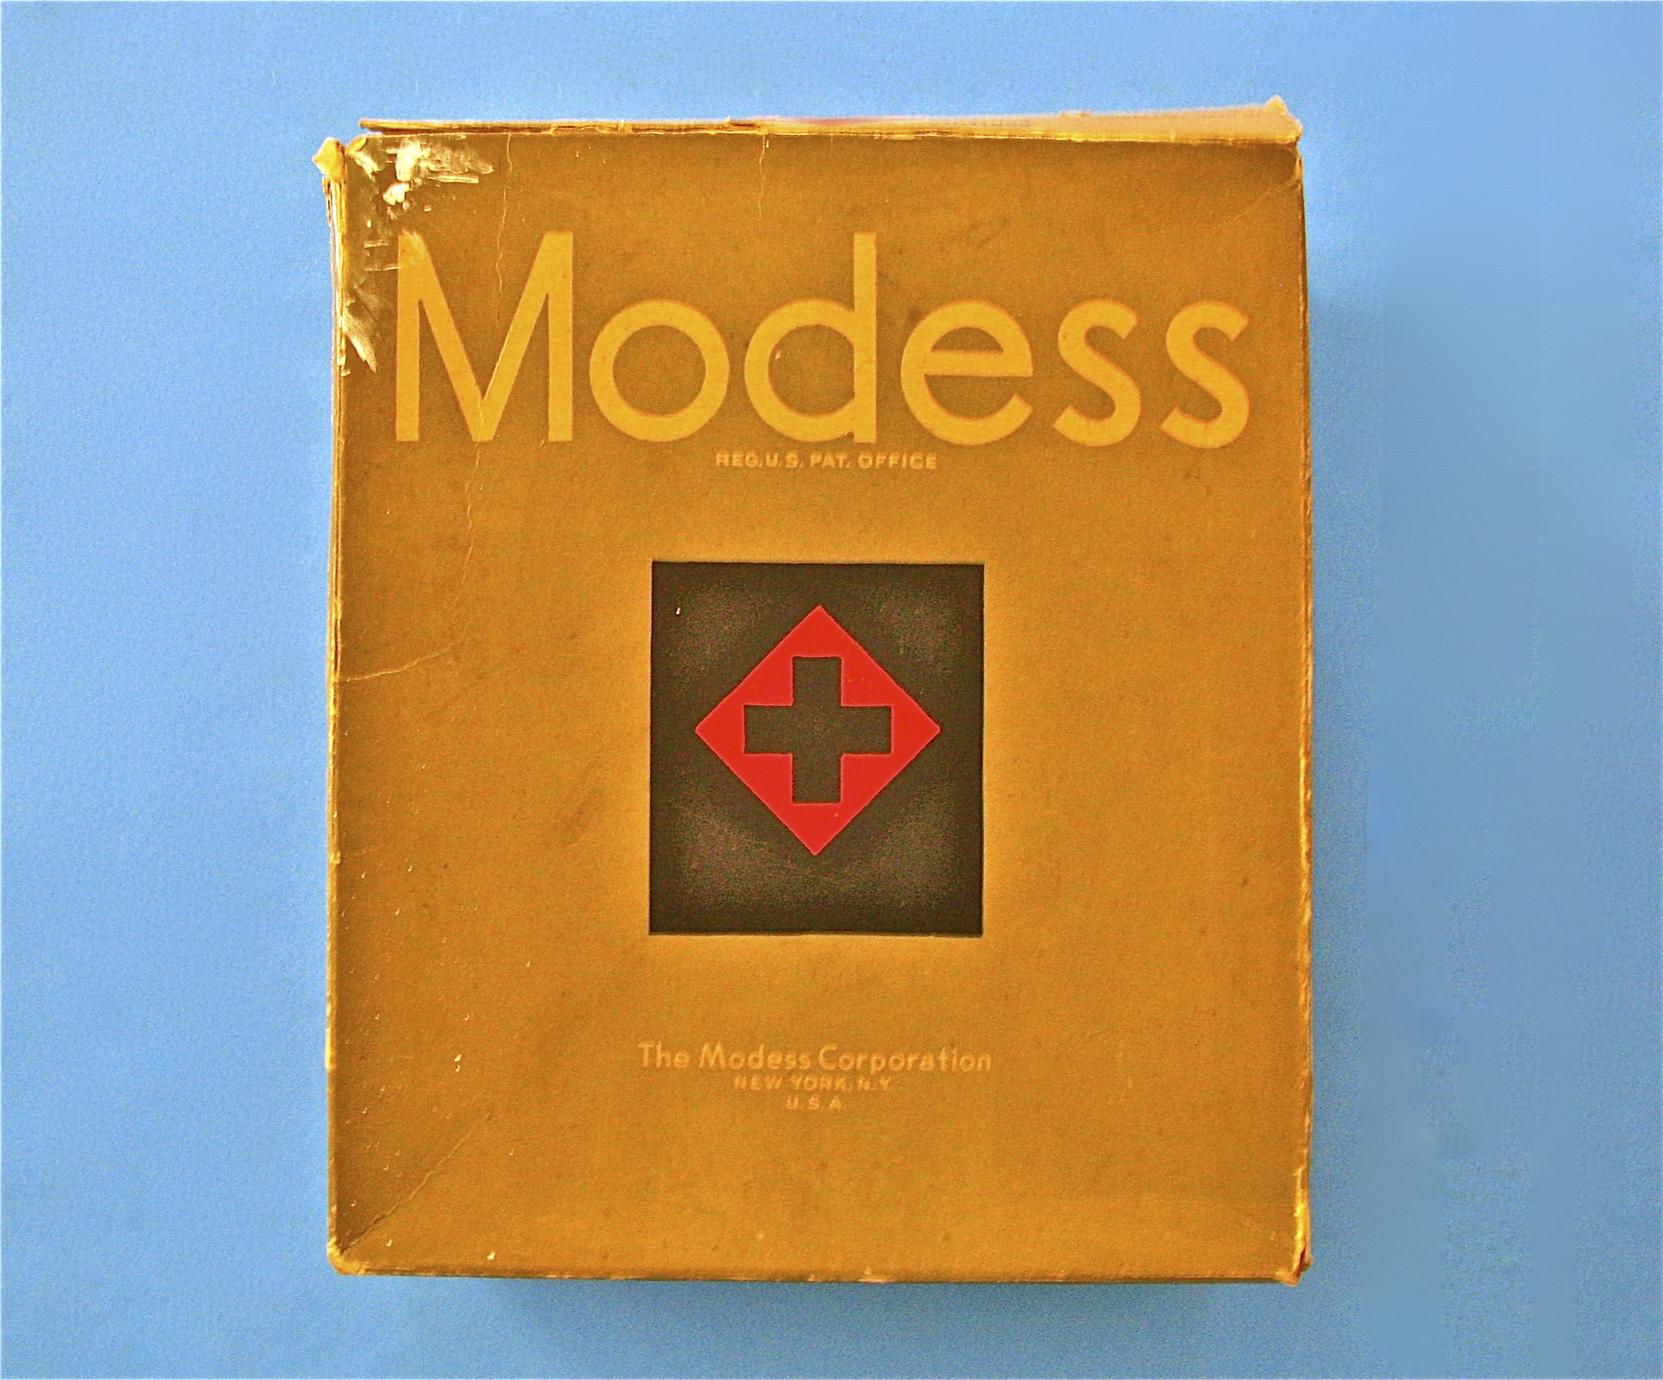 Modess
REG. U.S. PAT. OFFICE
The Modess Corporation
NEW YORK, N.Y.
U.S.A.